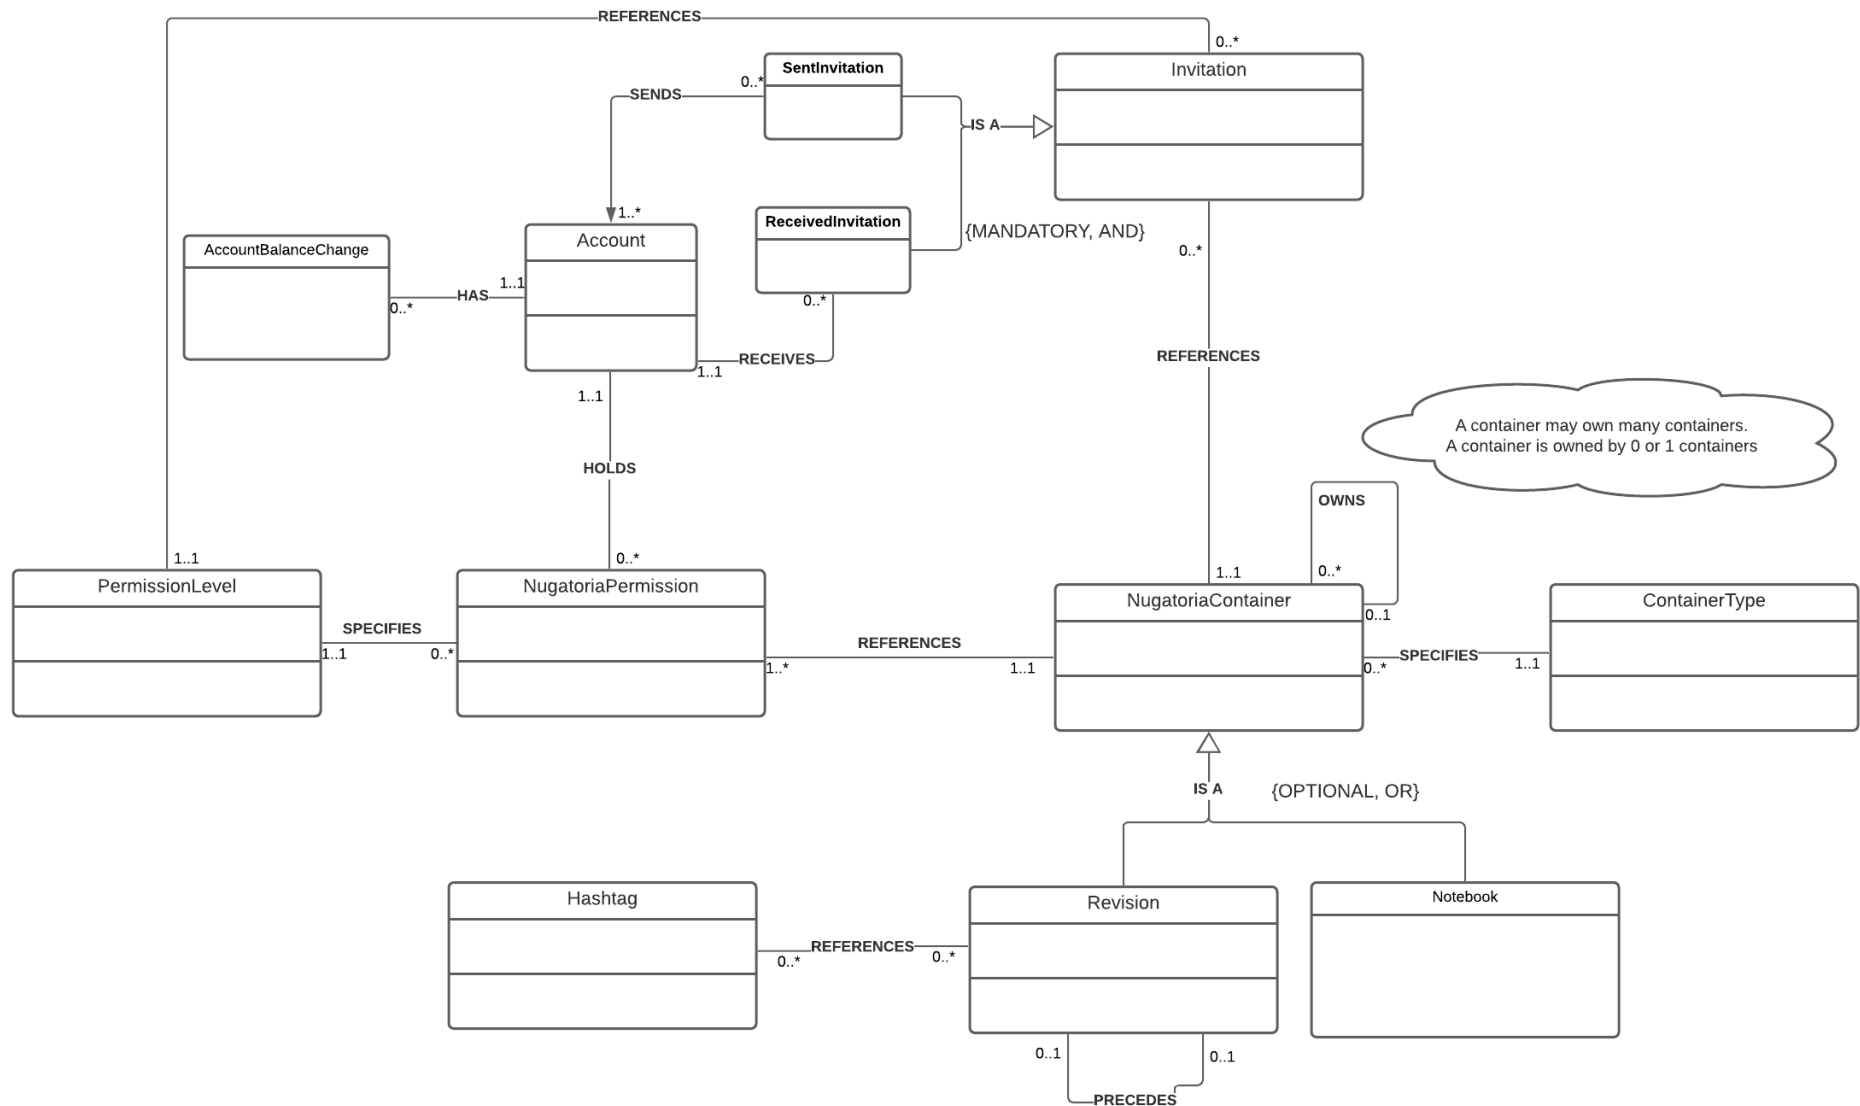 REFERENCES
0..*
SentInvitation
Invitation
0..*
SENDS
IS A
1..*
ReceivedInvitation
{MANDATORY, AND}
Account
AccountBalanceChange
0..*
1..1
HAS
0..*
0..*
RECEIVES
1..1
REFERENCES
1..1
A container may own many containers.
A container is owned by 0 or 1 containers
HOLDS
OWNS
1..1
0..*
1..1
0..*
PermissionLevel
NugatoriaPermission
NugatoriaContainer
ContainerType
0..1
SPECIFIES
1..1
0..*
REFERENCES
1..*
1..1
SPECIFIES
0..*
1..1
IS A
{OPTIONAL, OR}
Hashtag
Revision
Notebook
REFERENCES
0..*
0..*
0..1
0..1
PRECEDES